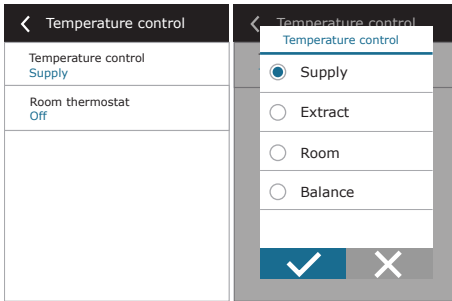 Temperature control
Temperature control
Supply
Room thermostat
Off
Temperature control
Temperature control
Supply
Extract
Room
Balance